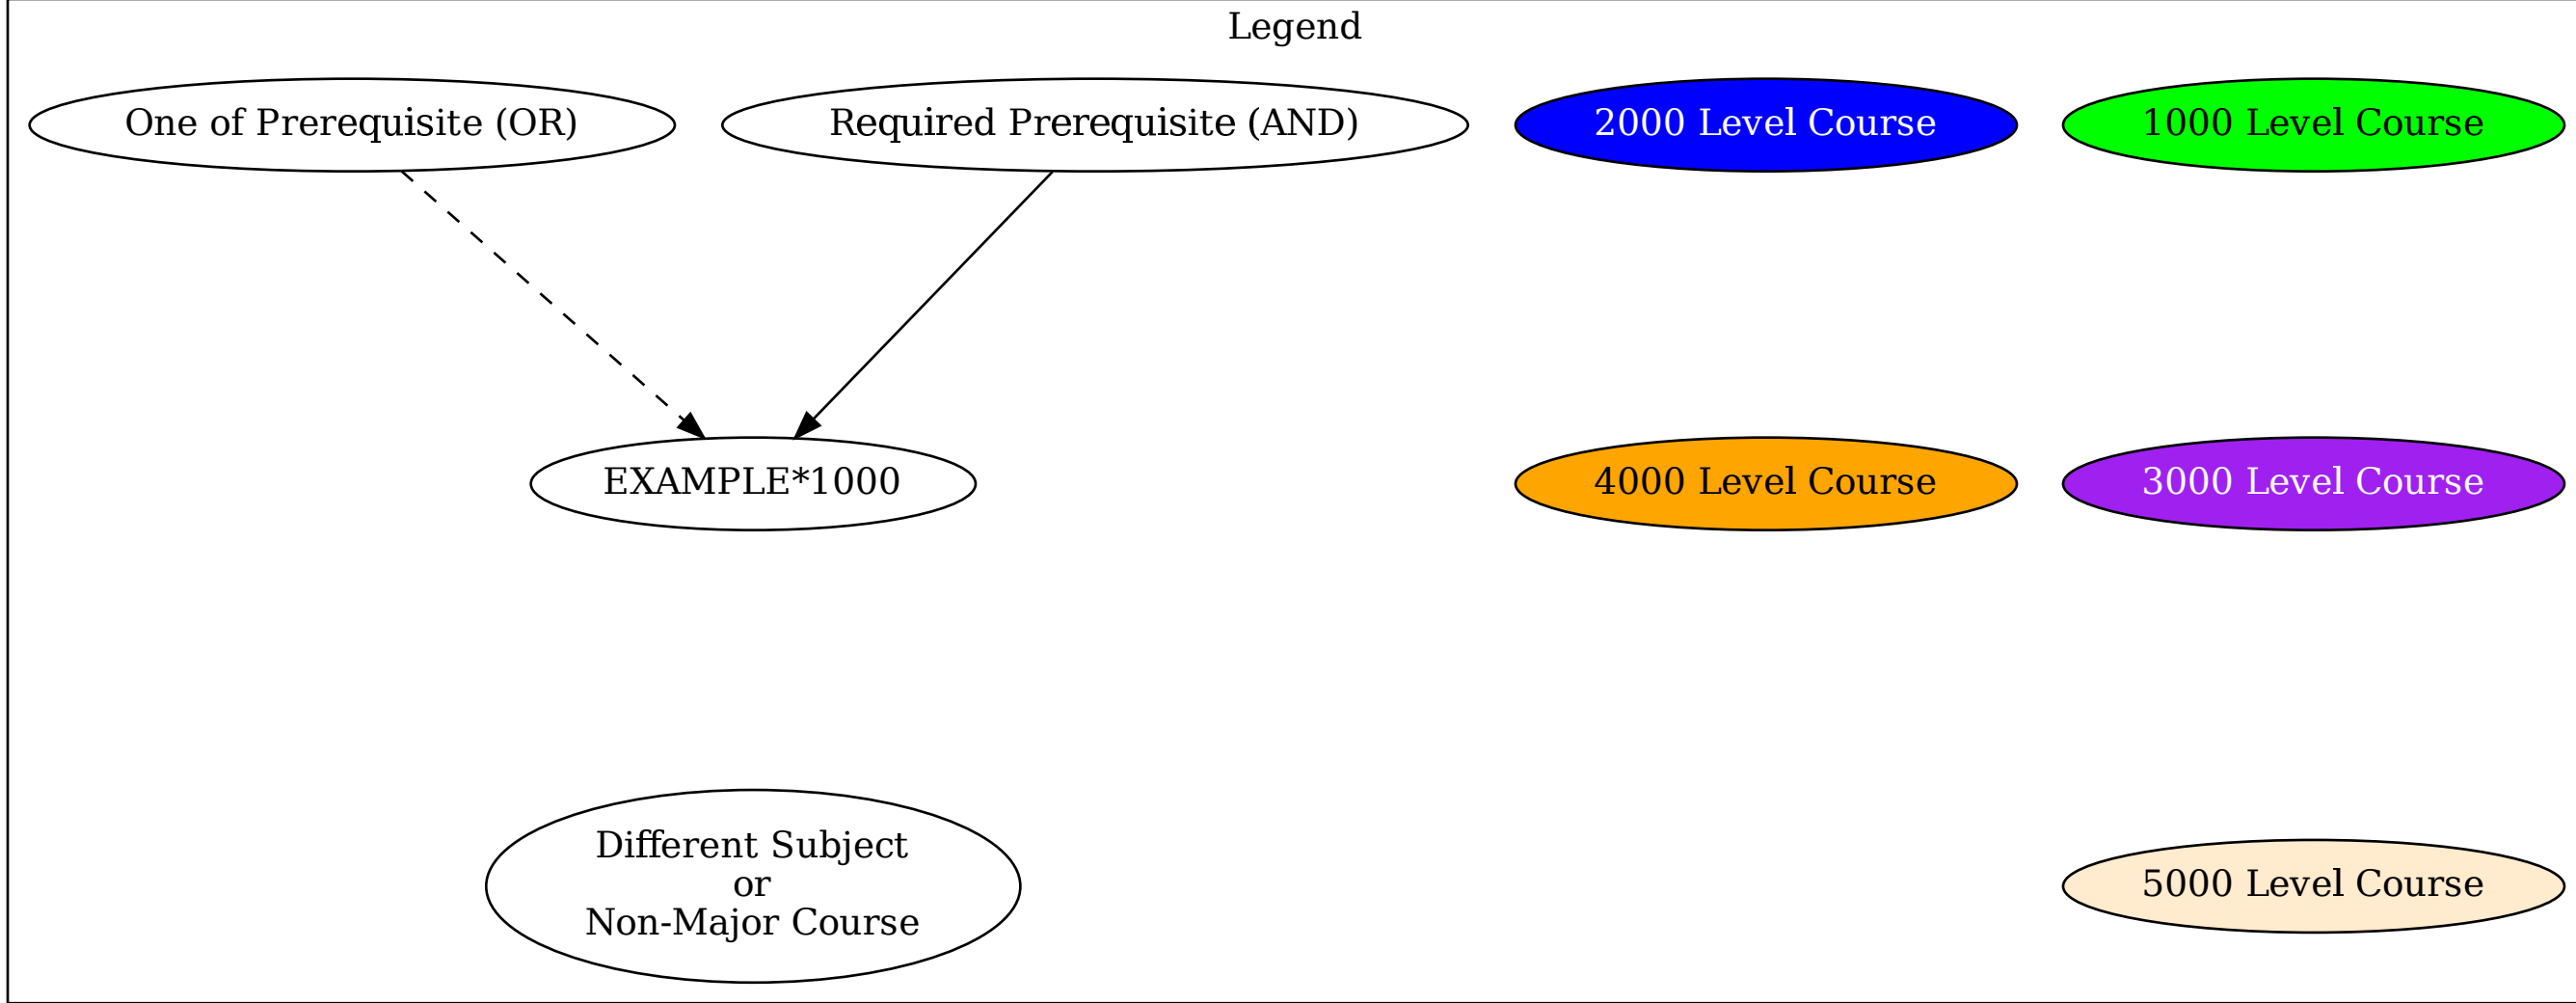 Legend
One of Prerequisite (OR)
Required Prerequisite (AND)
2000 Level Course
1000 Level Course
EXAMPLE*1000
4000 Level Course
3000 Level Course
Different Subject
or
Non-Major Course
5000 Level Course